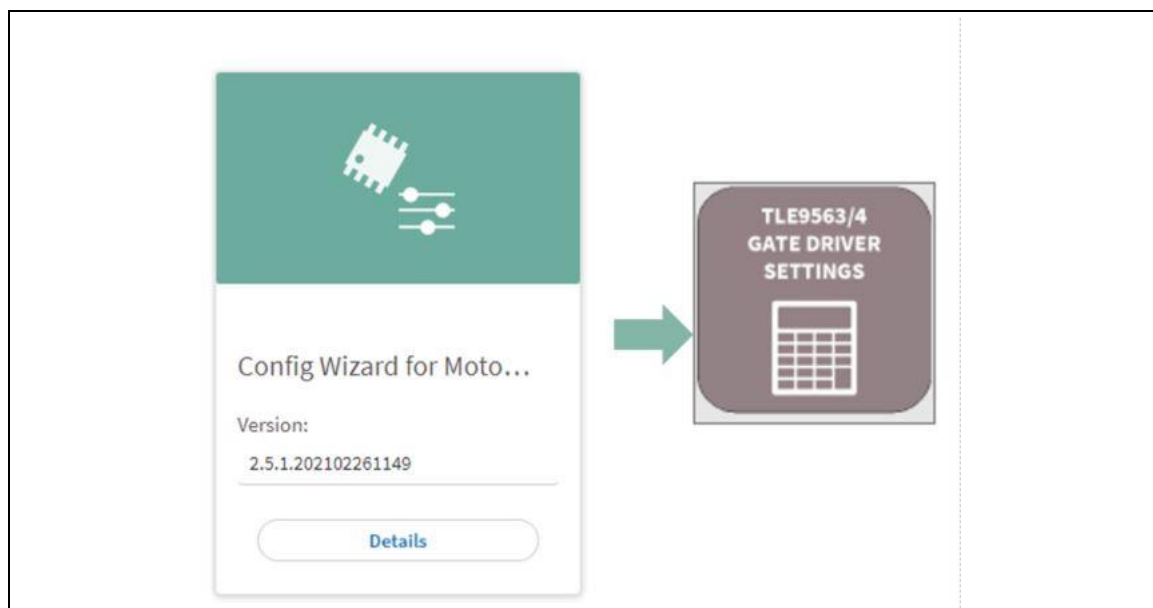 Config Wizard for Moto...
Version:
2.5.1.202102261149
Details
TLE9563/4
GATE DRIVER
SETTINGS